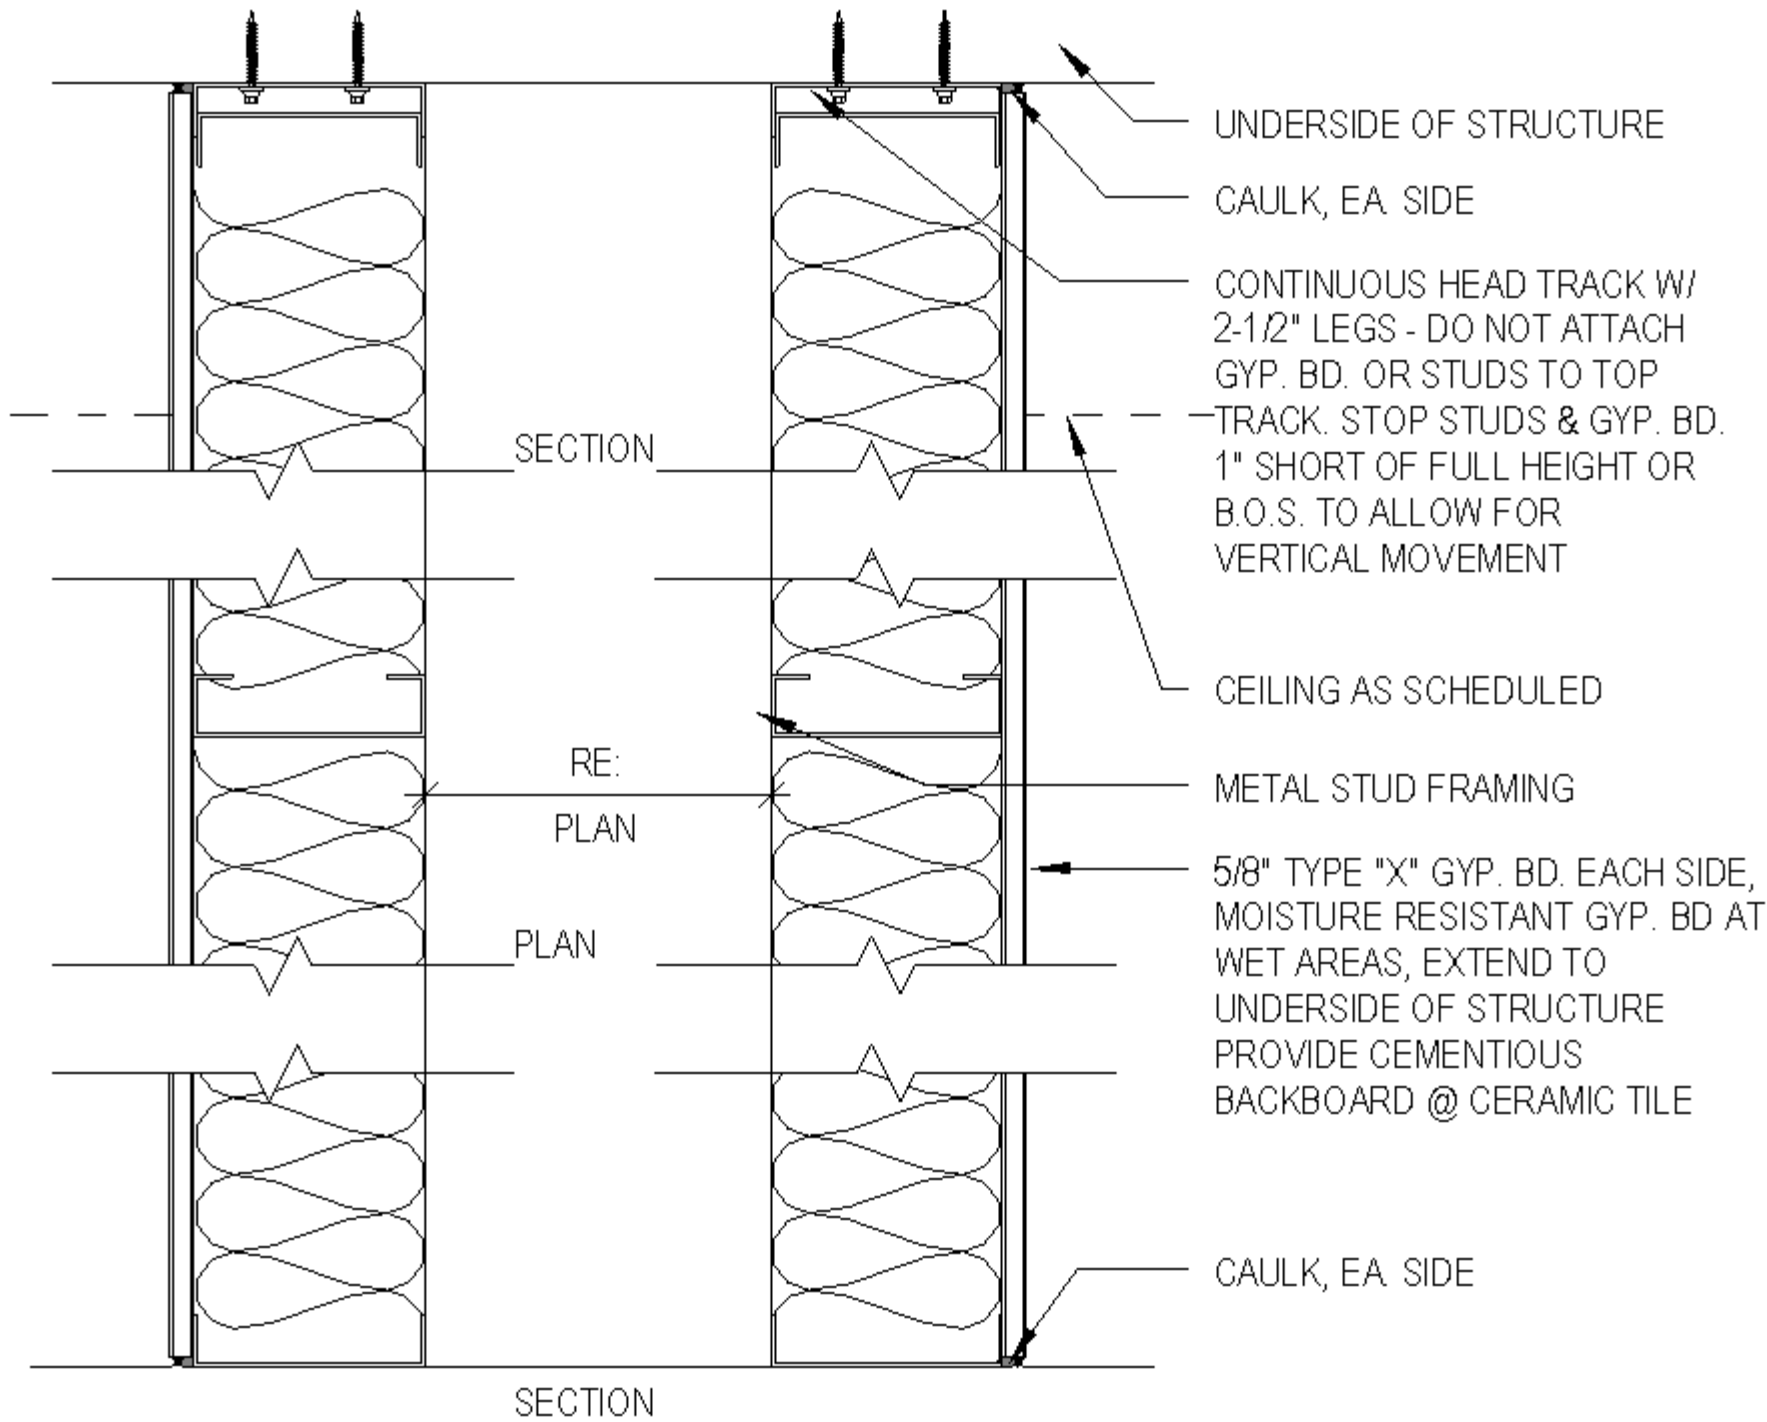 UNDERSIDE OF STRUCTURE
CAULK, EA. SIDE
CONTINUOUS HEAD TRACK W/
2-1/2" LEGS - DO NOT ATTACH
GYP. BD. OR STUDS TO TOP
TRACK. STOP STUDS & GYP. BD.
1" SHORT OF FULL HEIGHT OR
B.O.S. TO ALLOW FOR
VERTICAL MOVEMENT
SECTION
CEILING AS SCHEDULED
RE:
PLAN
METAL STUD FRAMING
5/8" TYPE "X" GYP. BD. EACH SIDE,
MOISTURE RESISTANT GYP. BD AT
WET AREAS, EXTEND TO
UNDERSIDE OF STRUCTURE
PROVIDE CEMENTIOUS
BACKBOARD @ CERAMIC TILE
PLAN
CAULK, EA. SIDE
SECTION